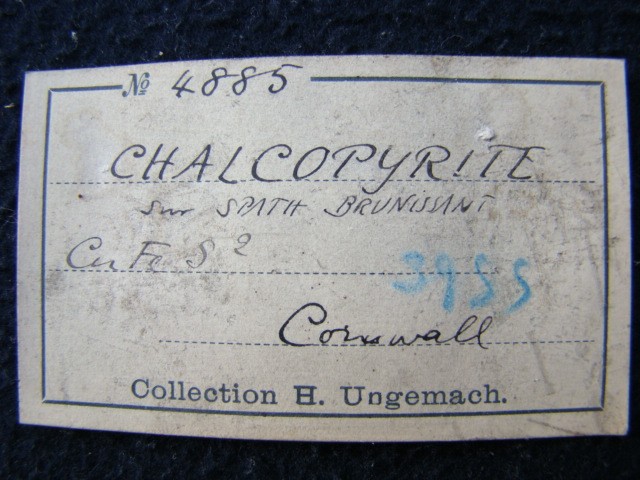 № 4885
CHALCOPYRITE
sur SPATH BRUNISSANT
Cu Fe S²
3955
Cornwall
Collection H. Ungemach.